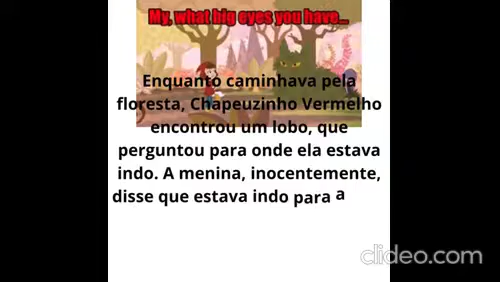 My, what big eyes you have...
Enquanto caminhava pela
floresta, Chapeuzinho Vermelho
encontrou um lobo, que
perguntou para onde ela estava
indo. A menina, inocentemente,
disse que estava indo para a
clideo.com